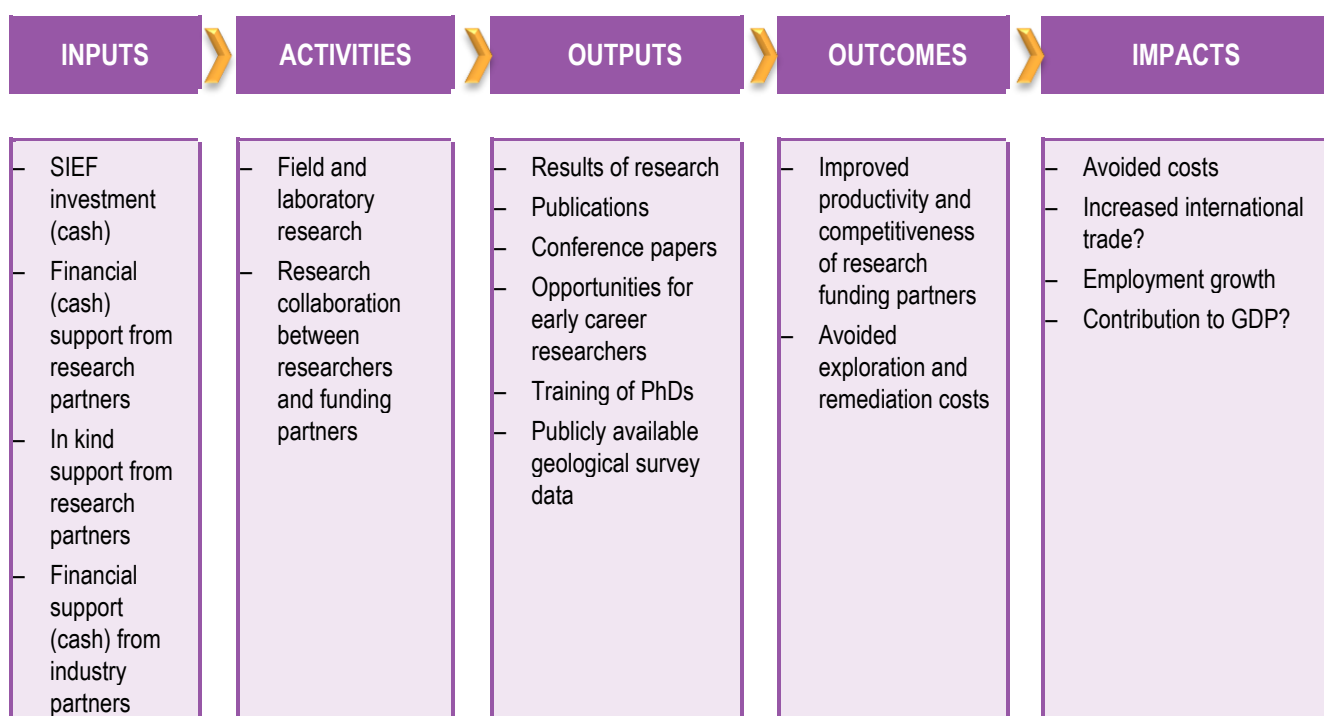 INPUTS
ACTIVITIES
OUTPUTS
OUTCOMES
IMPACTS
– SIEF
investment
(cash)
– Financial
(cash)
support from
research
partners
– In kind
support from
research
partners
– Financial
support
(cash) from
industry
partners
– Field and
laboratory
research
– Research
collaboration
between
researchers
and funding
partners
– Results of research
– Publications
– Conference papers
– Opportunities for
early career
researchers
– Training of PhDs
– Publicly available
geological survey
data
– Improved
productivity and
competitiveness
of research
funding partners
– Avoided
exploration and
remediation costs
– Avoided costs
– Increased international
trade?
– Employment growth
– Contribution to GDP?